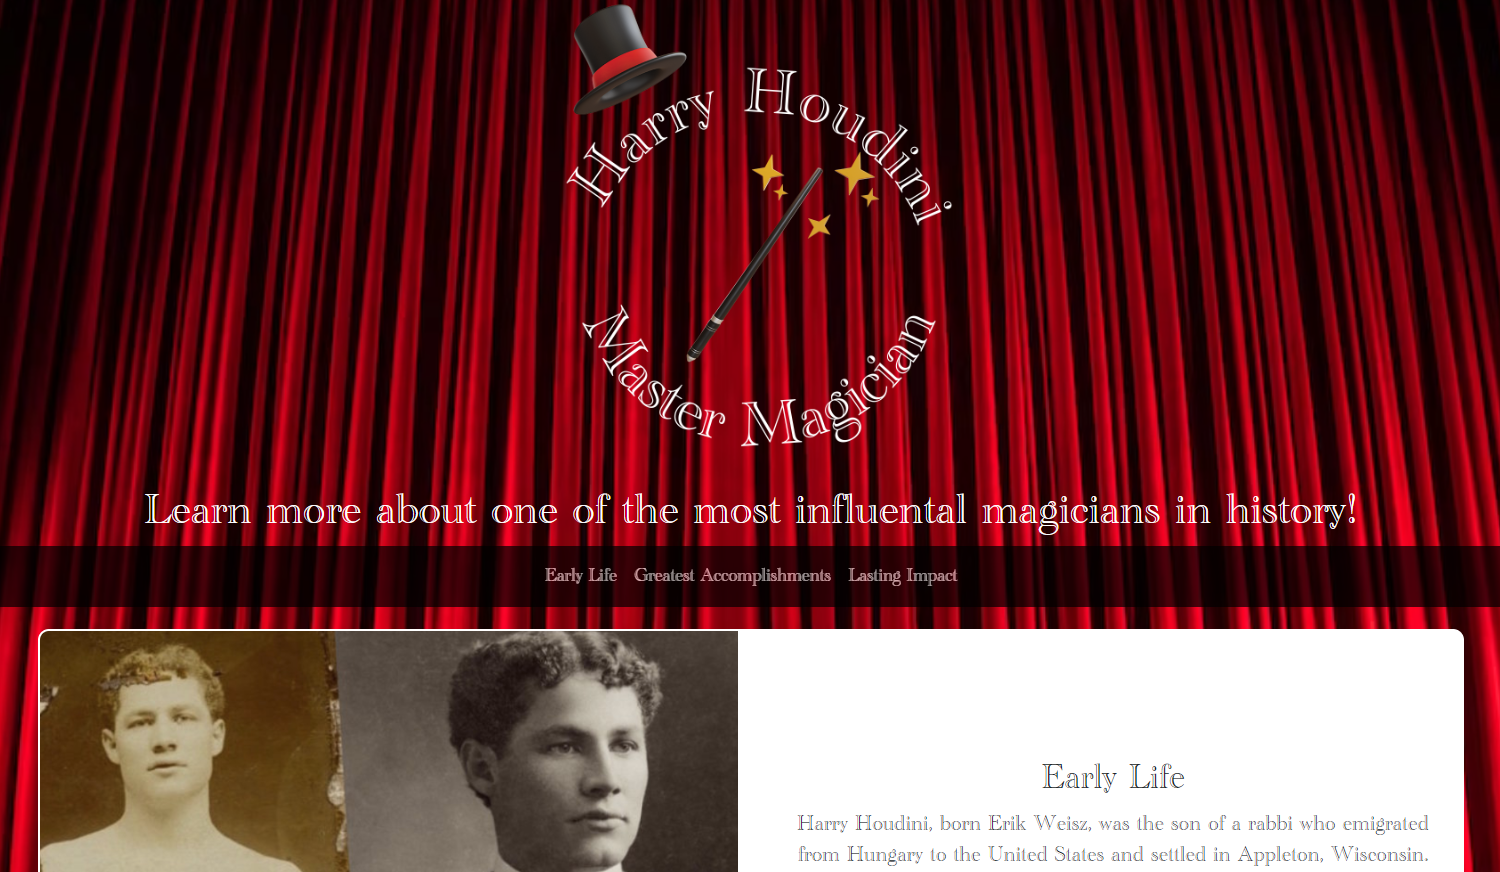 Harry Houdini
Master Magician
Learn more about one of the most influental magicians in history!
Early Life Greatest Accomplishments Lasting Impact
Early Life
Harry Houdini, born Erik Weisz, was the son of a rabbi who emigrated
from Hungary to the United States and settled in Appleton, Wisconsin.